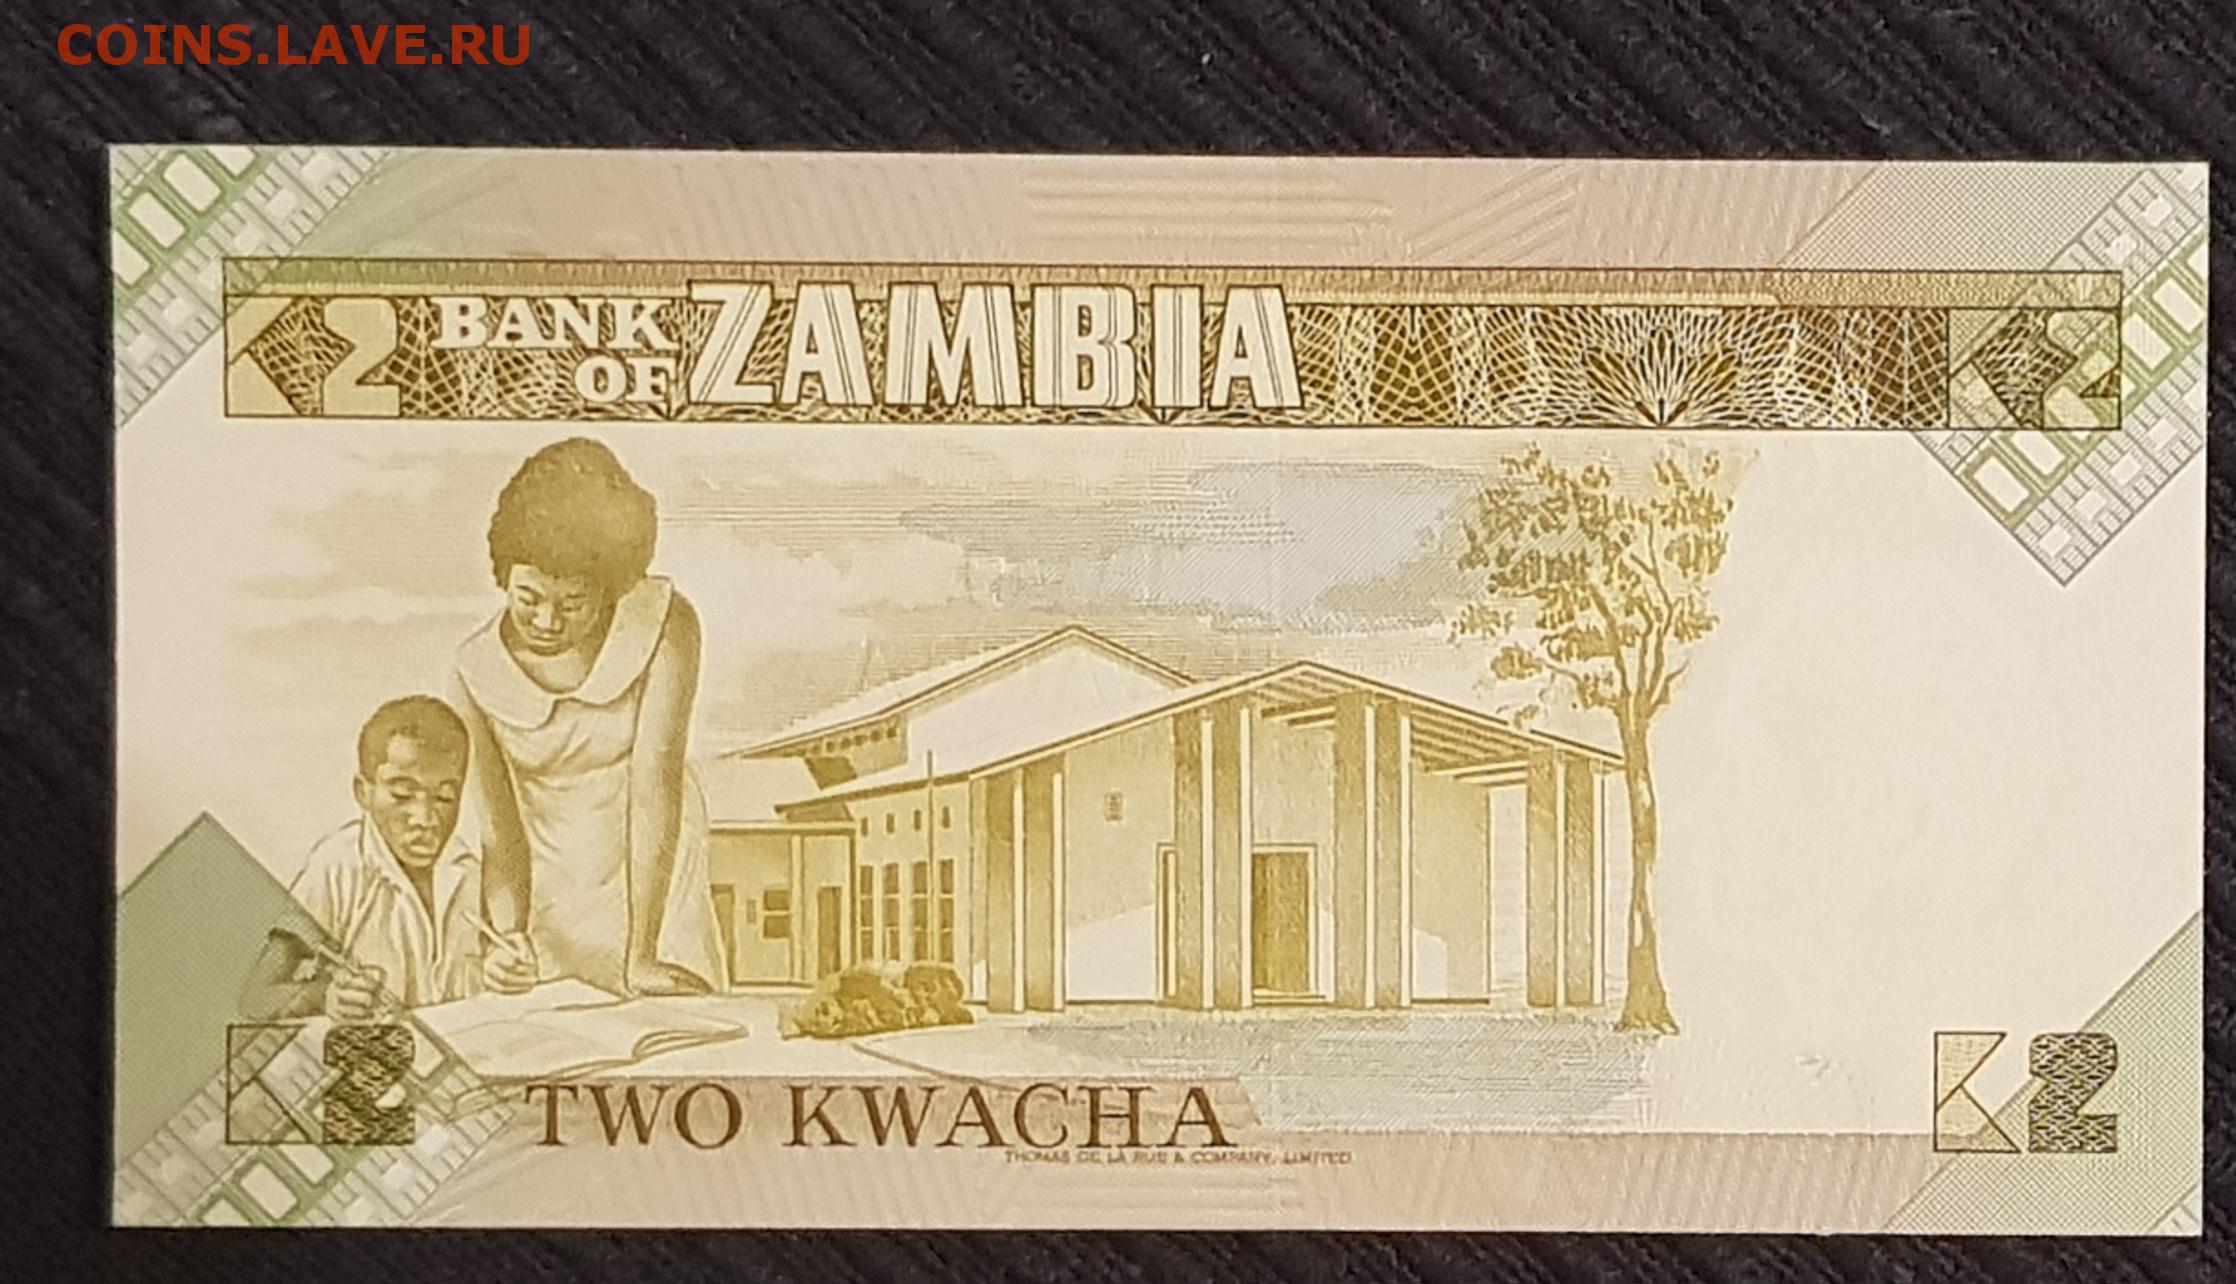 COINS.LAVE.RU
K2 BANK OF ZAMBIA K2
K2 TWO KWACHA K2
THOMAS DE LA RUE & COMPANY, LIMITED